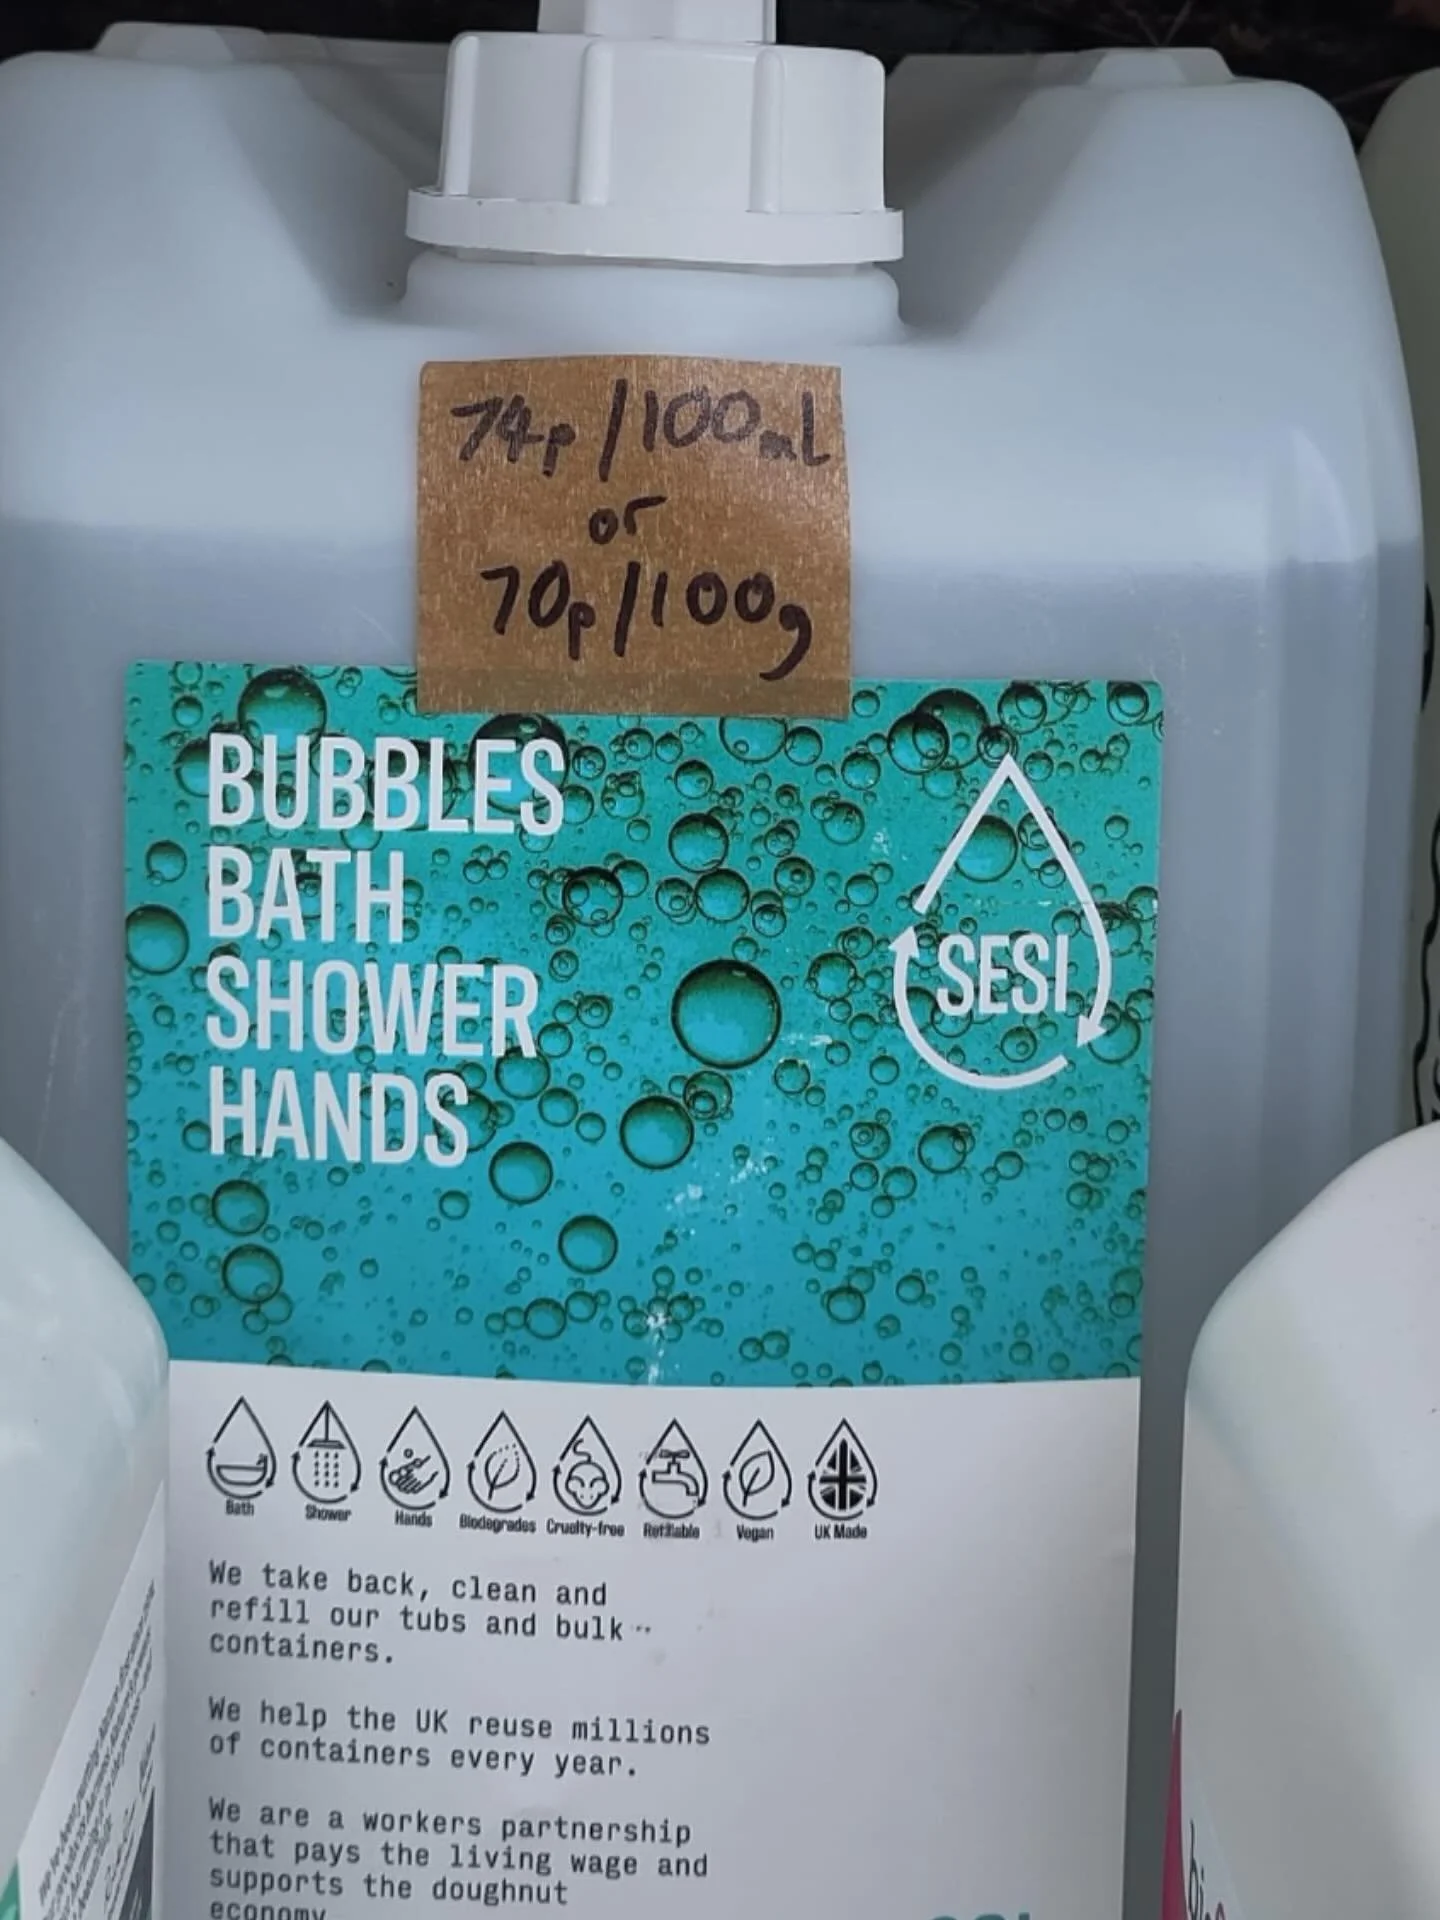 74p/100ml
or
70p/100g
BUBBLES
BATH
SHOWER
HANDS
SESI
Bath Shower Hands Biodegrades Cruelty-free Refillable Vegan UK Made
We take back, clean and
refill our tubs and bulk
containers.
We help the UK reuse millions
of containers every year.
We are a workers partnership
that pays the living wage and
supports the doughnut
economy